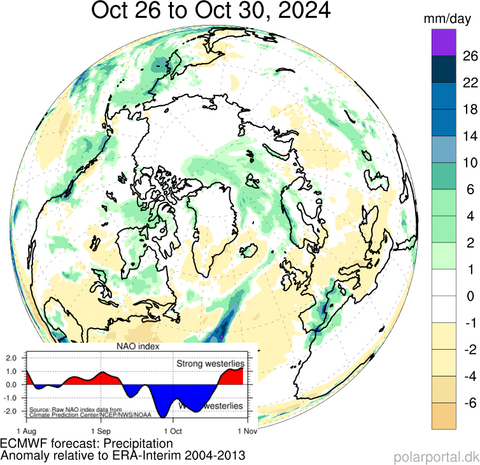 Oct 26 to Oct 30, 2024
mm/day
26
22
18
14
10
6
4
2
1
0
-1
-2
-4
-6
NAO index
2.0
1.0
0.0
-1.0
-2.0
Strong westerlies
westerlies
Source: Raw NAO index data from
Climate Prediction Center/NCEP/NWS/NOAA
1 Aug 1 Sep 1 Oct 1 Nov
ECMWF forecast: Precipitation
Anomaly relative to ERA-Interim 2004-2013
polarportal.dk